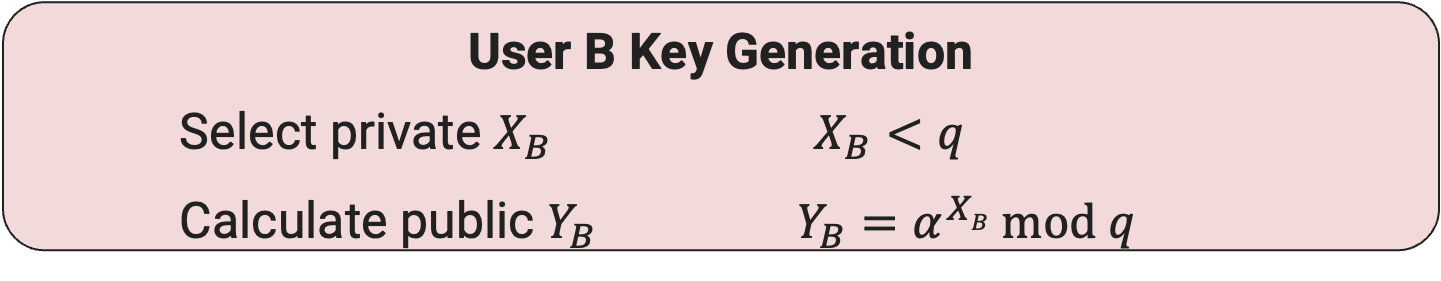 User B Key Generation
Select private X_B X_B < q
Calculate public Y_B Y_B = α^{X_B} mod q